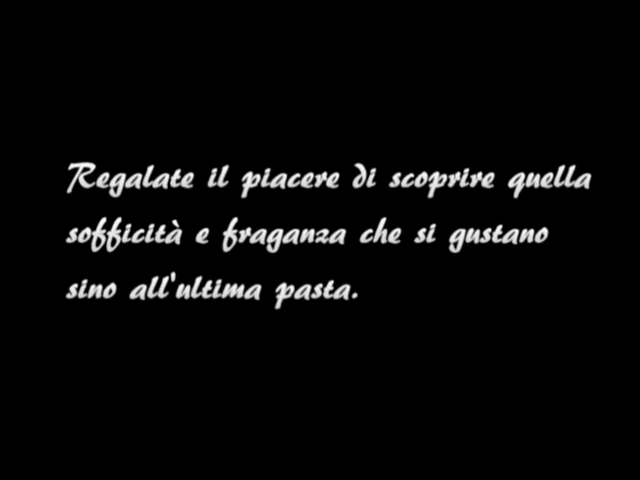 Regalate il piacere di scoprire quella
sofficità e fraganza che si gustano
sino all'ultima pasta.